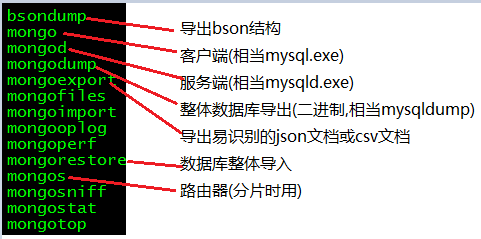 bsondump
mongo
mongod
mongodump
mongoexport
mongofiles
mongoimport
mongooplog
mongoperf
mongorestore
mongos
mongosniff
mongostat
mongotop
导出bson结构
客户端(相当mysql.exe)
服务端(相当mysqld.exe)
整体数据库导出(二进制,相当mysqldump)
导出易识别的json文档或csv文档
数据库整体导入
路由器(分片时用)